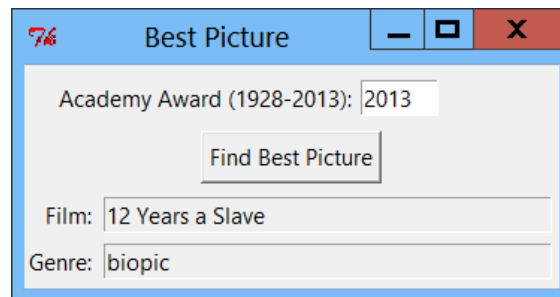 Best Picture
Academy Award (1928-2013): 2013
Find Best Picture
Film: 12 Years a Slave
Genre: biopic